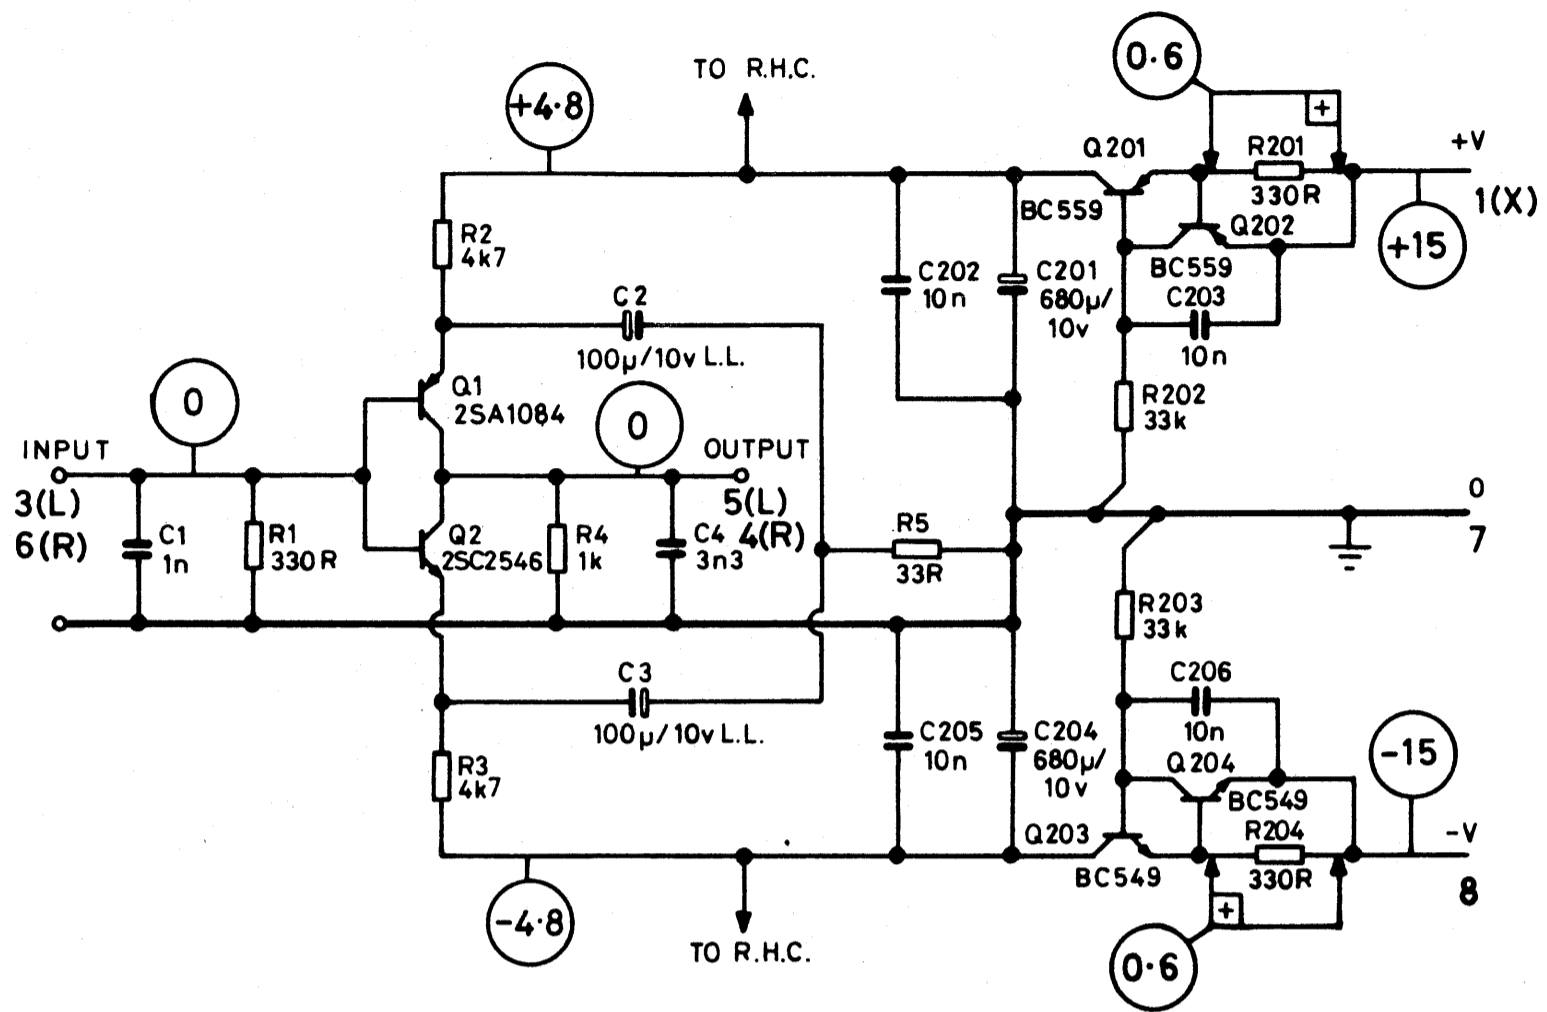 0·6
TO R.H.C.
+4·8
+
Q201
R201
+V
330R
1(X)
BC559
Q202
+15
R2
4k7
BC559
C202
10n
C201
680µ/
10v
C203
10n
C2
100µ/10v L.L.
Q1
2SA1084
0
0
R202
33k
INPUT
OUTPUT
3(L)
6(R)
5(L)
4(R)
0
7
C1
1n
R1
330R
Q2
2SC2546
R4
1k
C4
3n3
R5
33R
R203
33k
C3
100µ/10v L.L.
C206
10n
R3
4k7
C205
10n
C204
680µ/
10v
Q204
BC549
-15
Q203
R204
-V
BC549
330R
8
-4·8
+
TO R.H.C.
0·6